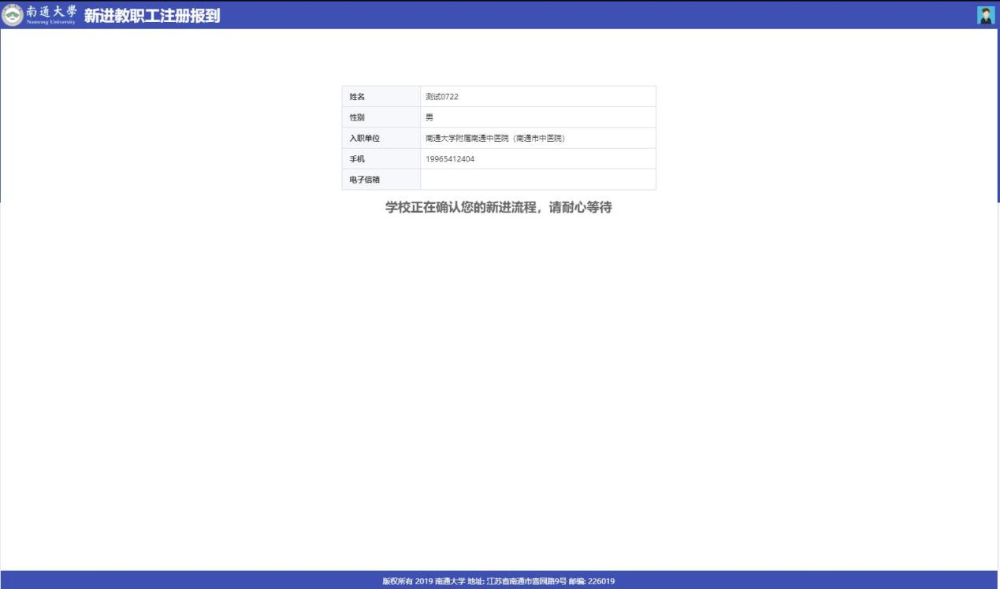 南通大學
Nantong University
新进教职工注册报到
姓名 测试0722
性别 男
入职单位 南通大学附属南通中医院（南通市中医院）
手机 19965412404
电子信箱
学校正在确认您的新进流程，请耐心等待
版权所有 2019 南通大学 地址: 江苏省南通市啬园路9号 邮编: 226019